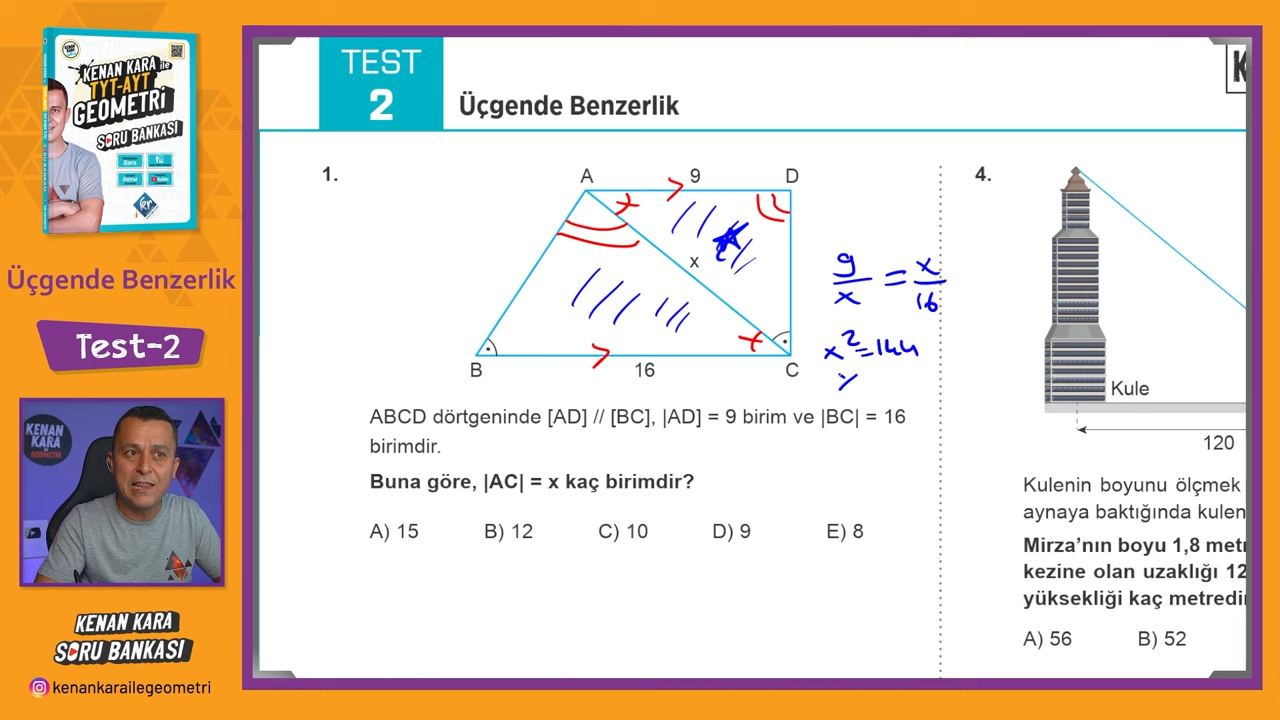 KENAN KARA ile
TYT-AYT
GEOMETRİ
SORU BANKASI
Üçgende Benzerlik
Test-2
KENAN KARA
GEOMETRİ
KENAN KARA
SORU BANKASI
kenankarailegeometri
TEST
2
Üçgende Benzerlik
K
1.
A 9 D
x
B 16 C
9/x = x/16
x²=144
x
ABCD dörtgeninde [AD] // [BC], |AD| = 9 birim ve |BC| = 16
birimdir.
Buna göre, |AC| = x kaç birimdir?
A) 15 B) 12 C) 10 D) 9 E) 8
4.
Kule
120
Kulenin boyunu ölçmek
aynaya baktığında kulen
Mirza’nın boyu 1,8 metr
kezine olan uzaklığı 12
yüksekliği kaç metredir
A) 56 B) 52